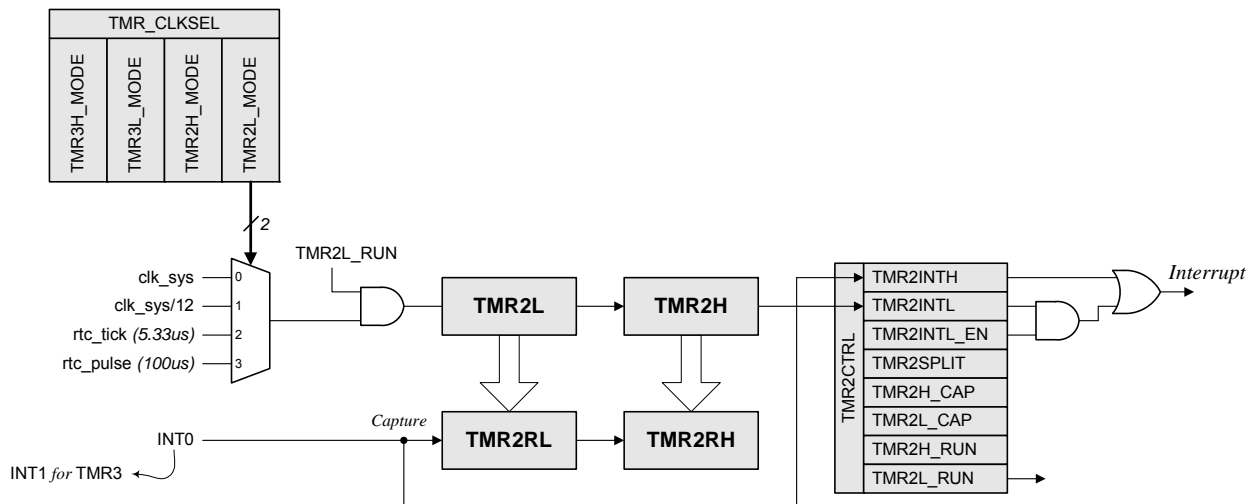 TMR_CLKSEL
TMR3H_MODE
TMR3L_MODE
TMR2H_MODE
TMR2L_MODE
2
TMR2L_RUN
clk_sys
0
clk_sys/12
1
rtc_tick (5.33us)
2
rtc_pulse (100us)
3
TMR2L
TMR2H
Capture
INT0
TMR2RL
TMR2RH
INT1 for TMR3
TMR2CTRL
TMR2INTH
TMR2INTL
TMR2INTL_EN
TMR2SPLIT
TMR2H_CAP
TMR2L_CAP
TMR2H_RUN
TMR2L_RUN
Interrupt